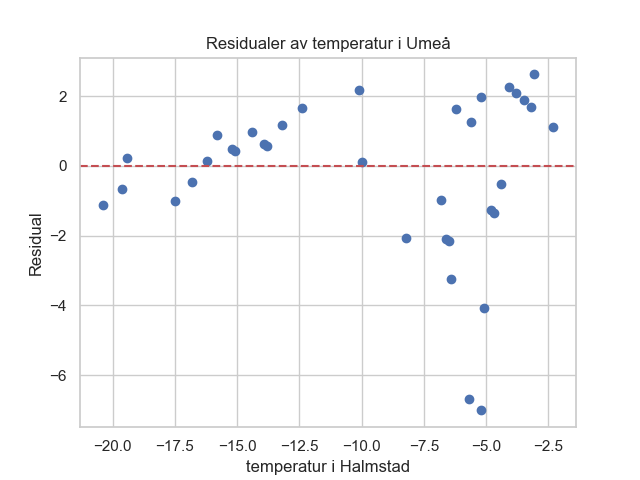 Residualer av temperatur i Umeå
Residual
2
0
−2
−4
−6
−20.0 −17.5 −15.0 −12.5 −10.0 −7.5 −5.0 −2.5
temperatur i Halmstad